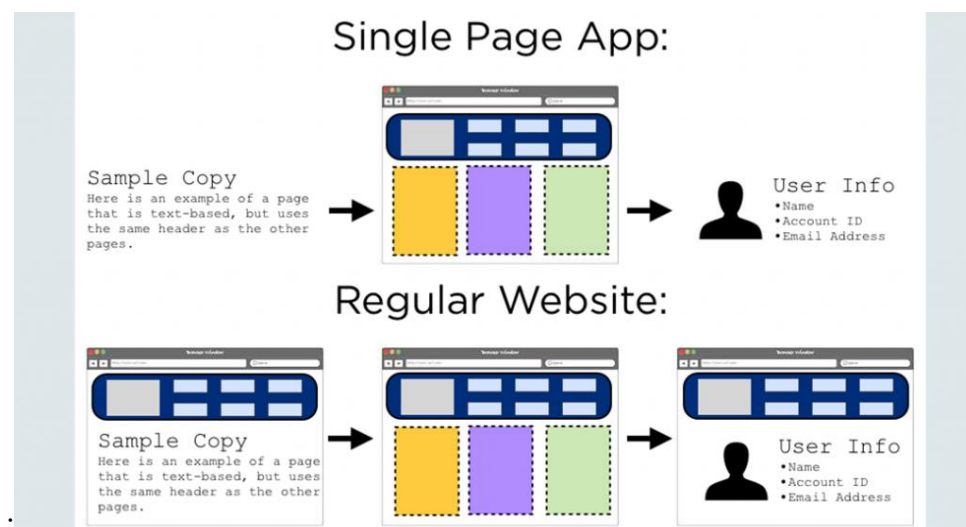 Single Page App:
Sample Copy
Here is an example of a page
that is text-based, but uses
the same header as the other
pages.
User Info
•Name
•Account ID
•Email Address
Regular Website:
Sample Copy
Here is an example of a page
that is text-based, but uses
the same header as the other
pages.
User Info
•Name
•Account ID
•Email Address